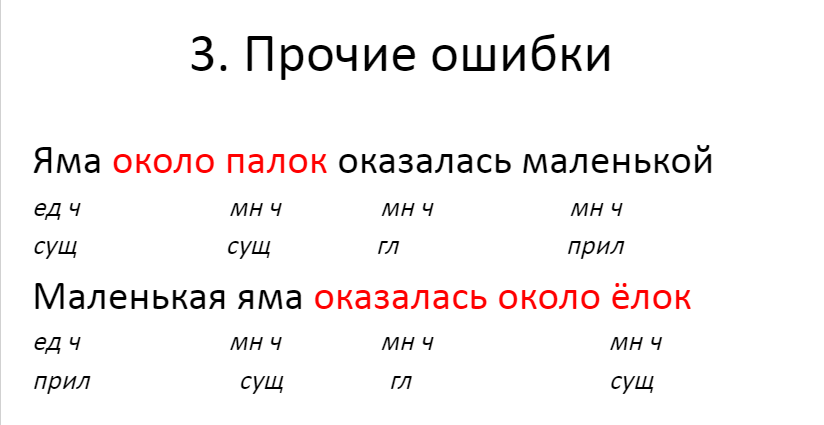 3. Прочие ошибки
Яма около палок оказалась маленькой
ед ч мн ч мн ч мн ч
сущ сущ гл прил
Маленькая яма оказалась около ёлок
ед ч мн ч мн ч мн ч
прил сущ гл сущ